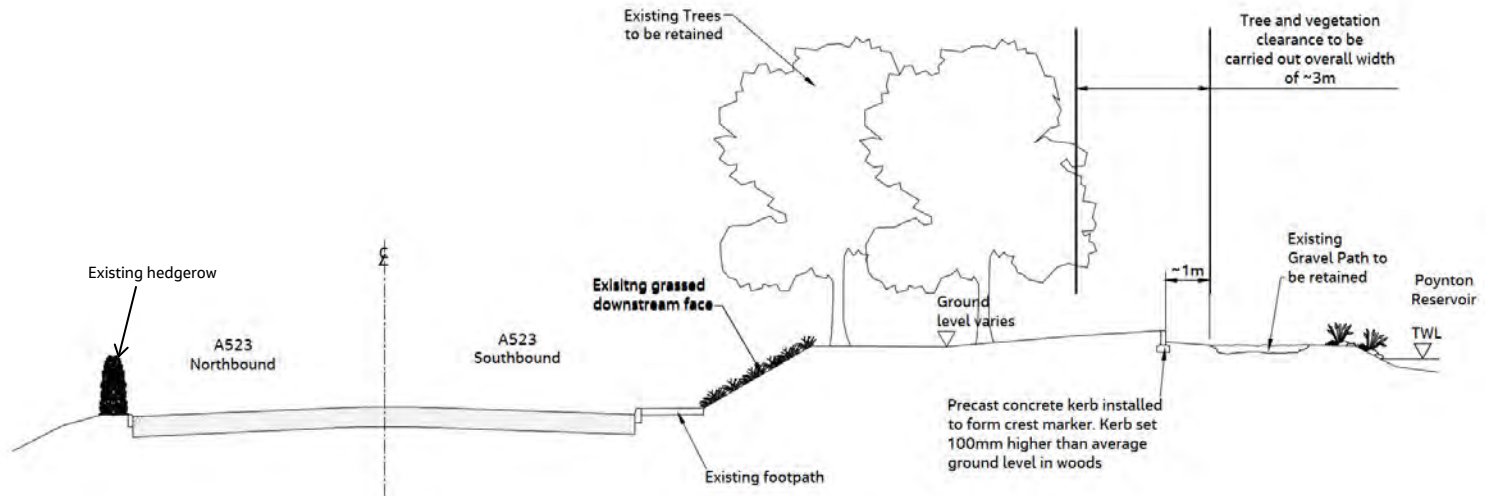 Existing Trees
to be retained
Tree and vegetation
clearance to be
carried out overall width
of ~3m
Existing hedgerow
℄
A523
Northbound
A523
Southbound
Exisitng grassed
downstream face
Ground
level varies
~1m
Existing
Gravel Path to
be retained
Poynton
Reservoir
TWL
Precast concrete kerb installed
to form crest marker. Kerb set
100mm higher than average
ground level in woods
Existing footpath